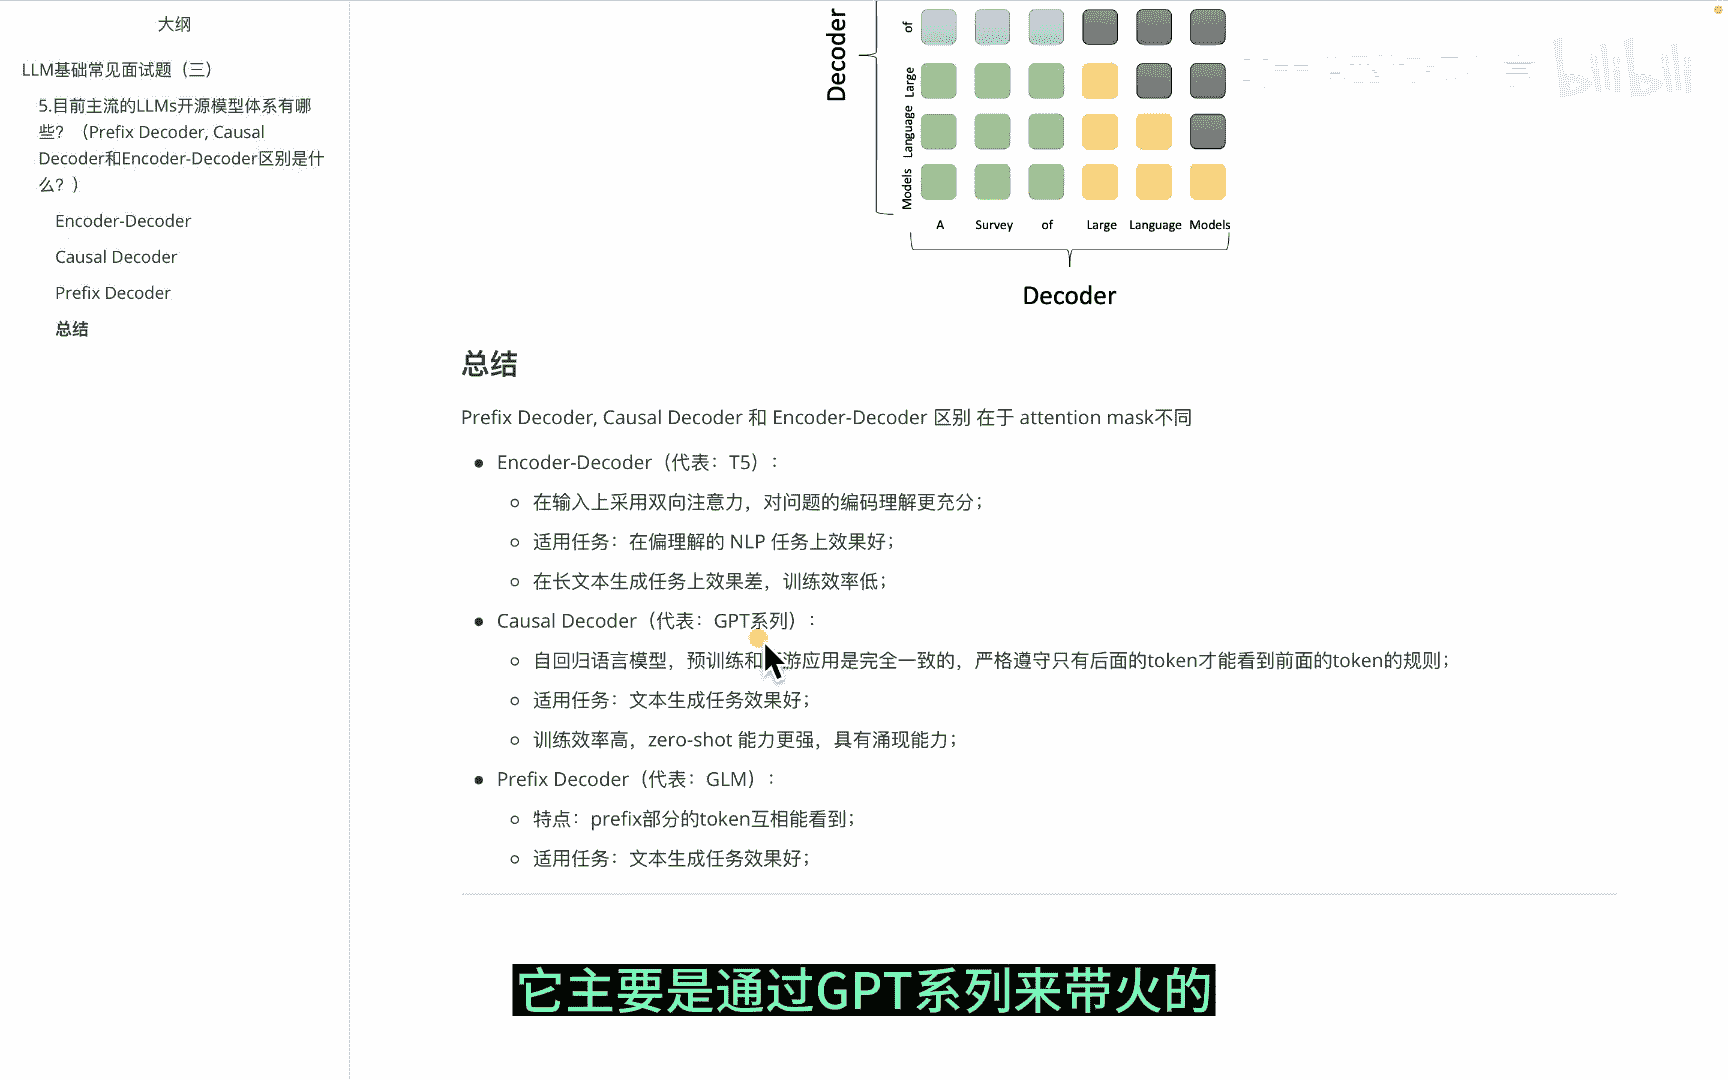 大纲
LLM基础常见面试题（三）
5.目前主流的LLMs开源模型体系有哪
些？（Prefix Decoder, Causal
Decoder和Encoder-Decoder区别是什
么？）
Encoder-Decoder
Causal Decoder
Prefix Decoder
总结
Decoder
of
Large
Language
Models
A Survey of Large Language Models
Decoder
bilibili
总结
Prefix Decoder, Causal Decoder 和 Encoder-Decoder 区别 在于 attention mask不同
Encoder-Decoder（代表：T5）：
在输入上采用双向注意力，对问题的编码理解更充分；
适用任务：在偏理解的 NLP 任务上效果好；
在长文本生成任务上效果差，训练效率低；
Causal Decoder（代表：GPT系列）：
自回归语言模型，预训练和游应用是完全一致的，严格遵守只有后面的token才能看到前面的token的规则；
适用任务：文本生成任务效果好；
训练效率高，zero-shot 能力更强，具有涌现能力；
Prefix Decoder（代表：GLM）：
特点：prefix部分的token互相能看到；
适用任务：文本生成任务效果好；
它主要是通过GPT系列来带火的